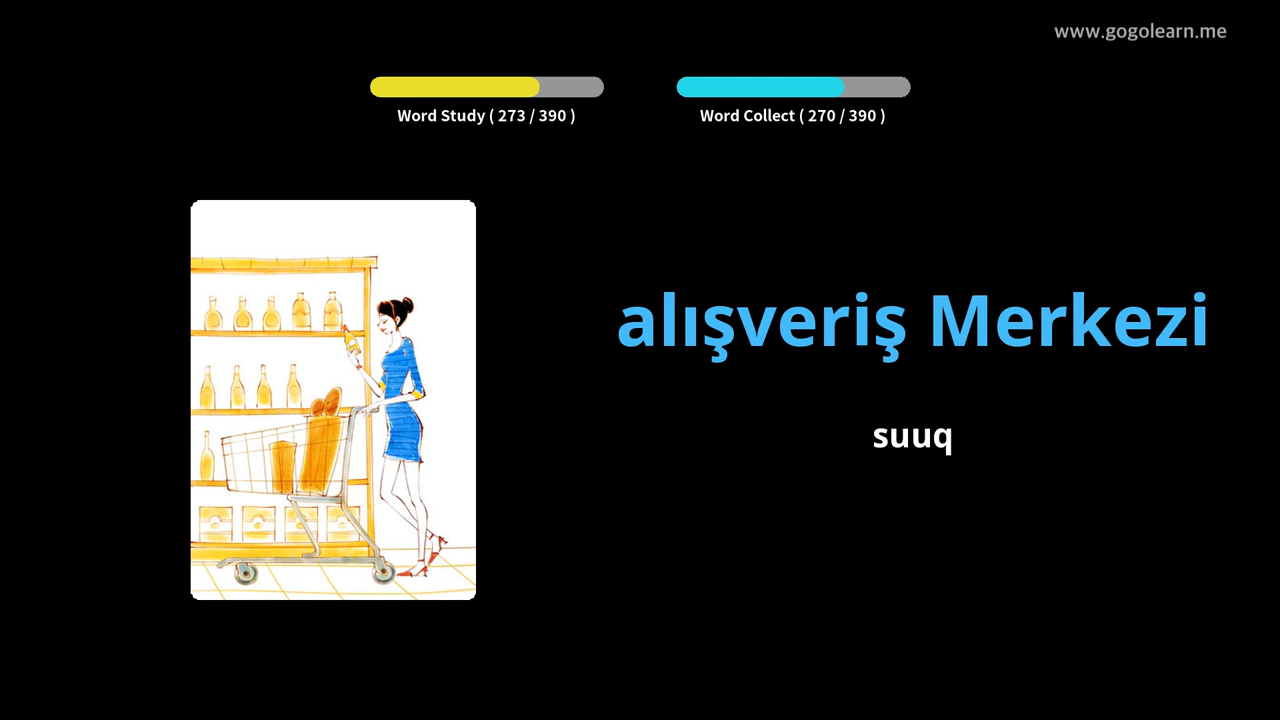 www.gogolearn.me
Word Study ( 273 / 390 )
Word Collect ( 270 / 390 )
alışveriş Merkezi
suuq